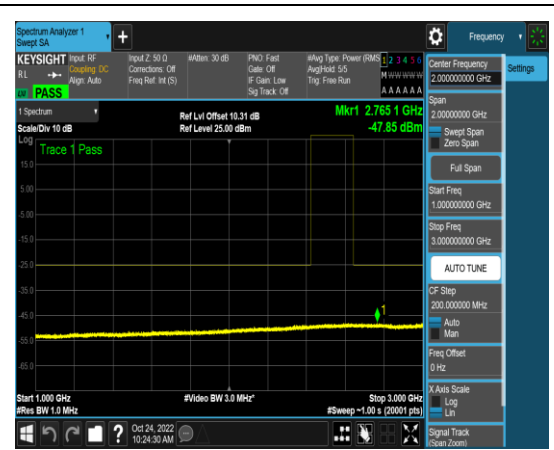 Spectrum Analyzer 1
Swept SA
Frequency
KEYSIGHT
RL
Input: RF
Coupling: DC
Align: Auto
Input Z: 50 Ω
Corrections: Off
Freq Ref: Int (S)
#Atten: 30 dB
PNO: Fast
Gate: Off
IF Gain: Low
Sig Track: Off
#Avg Type: Power (RMS
Avg|Hold: 5/5
Trig: Free Run
1 2 3 4 5 6
M W W W W W
A A A A A A
PASS
1 Spectrum
Scale/Div 10 dB
Ref Lvl Offset 10.31 dB
Ref Level 25.00 dBm
Mkr1 2.765 1 GHz
-47.85 dBm
Log
Trace 1 Pass
15.0
5.00
-5.00
-15.0
-25.0
-35.0
-45.0
-55.0
-65.0
1
Start 1.000 GHz
#Res BW 1.0 MHz
#Video BW 3.0 MHz*
Stop 3.000 GHz
#Sweep ~1.00 s (20001 pts)
Oct 24, 2022
10:24:30 AM
Center Frequency
2.000000000 GHz
Settings
Span
2.00000000 GHz
Swept Span
Zero Span
Full Span
Start Freq
1.000000000 GHz
Stop Freq
3.000000000 GHz
AUTO TUNE
CF Step
200.000000 MHz
Auto
Man
Freq Offset
0 Hz
X Axis Scale
Log
Lin
Signal Track
(Span Zoom)